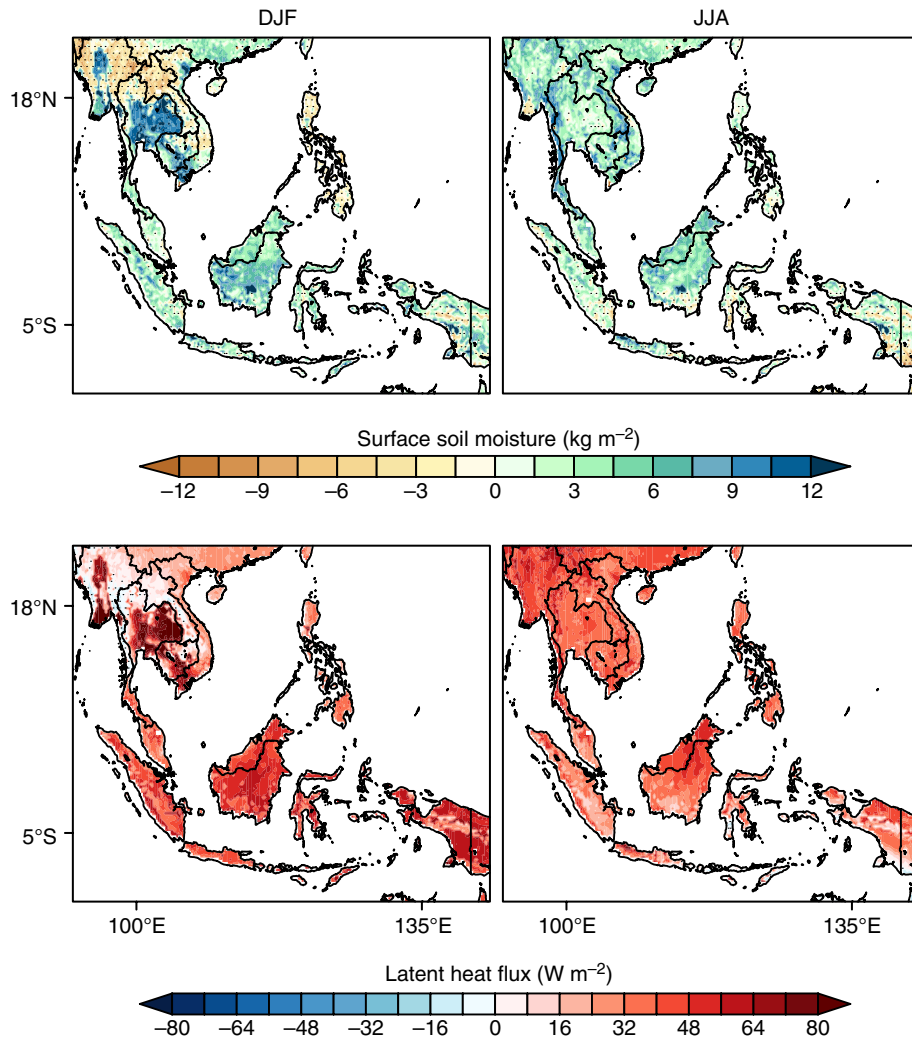 DJF JJA
18°N
5°S
Surface soil moisture (kg m⁻²)
−12 −9 −6 −3 0 3 6 9 12
18°N
5°S
100°E 135°E 100°E 135°E
Latent heat flux (W m⁻²)
−80 −64 −48 −32 −16 0 16 32 48 64 80